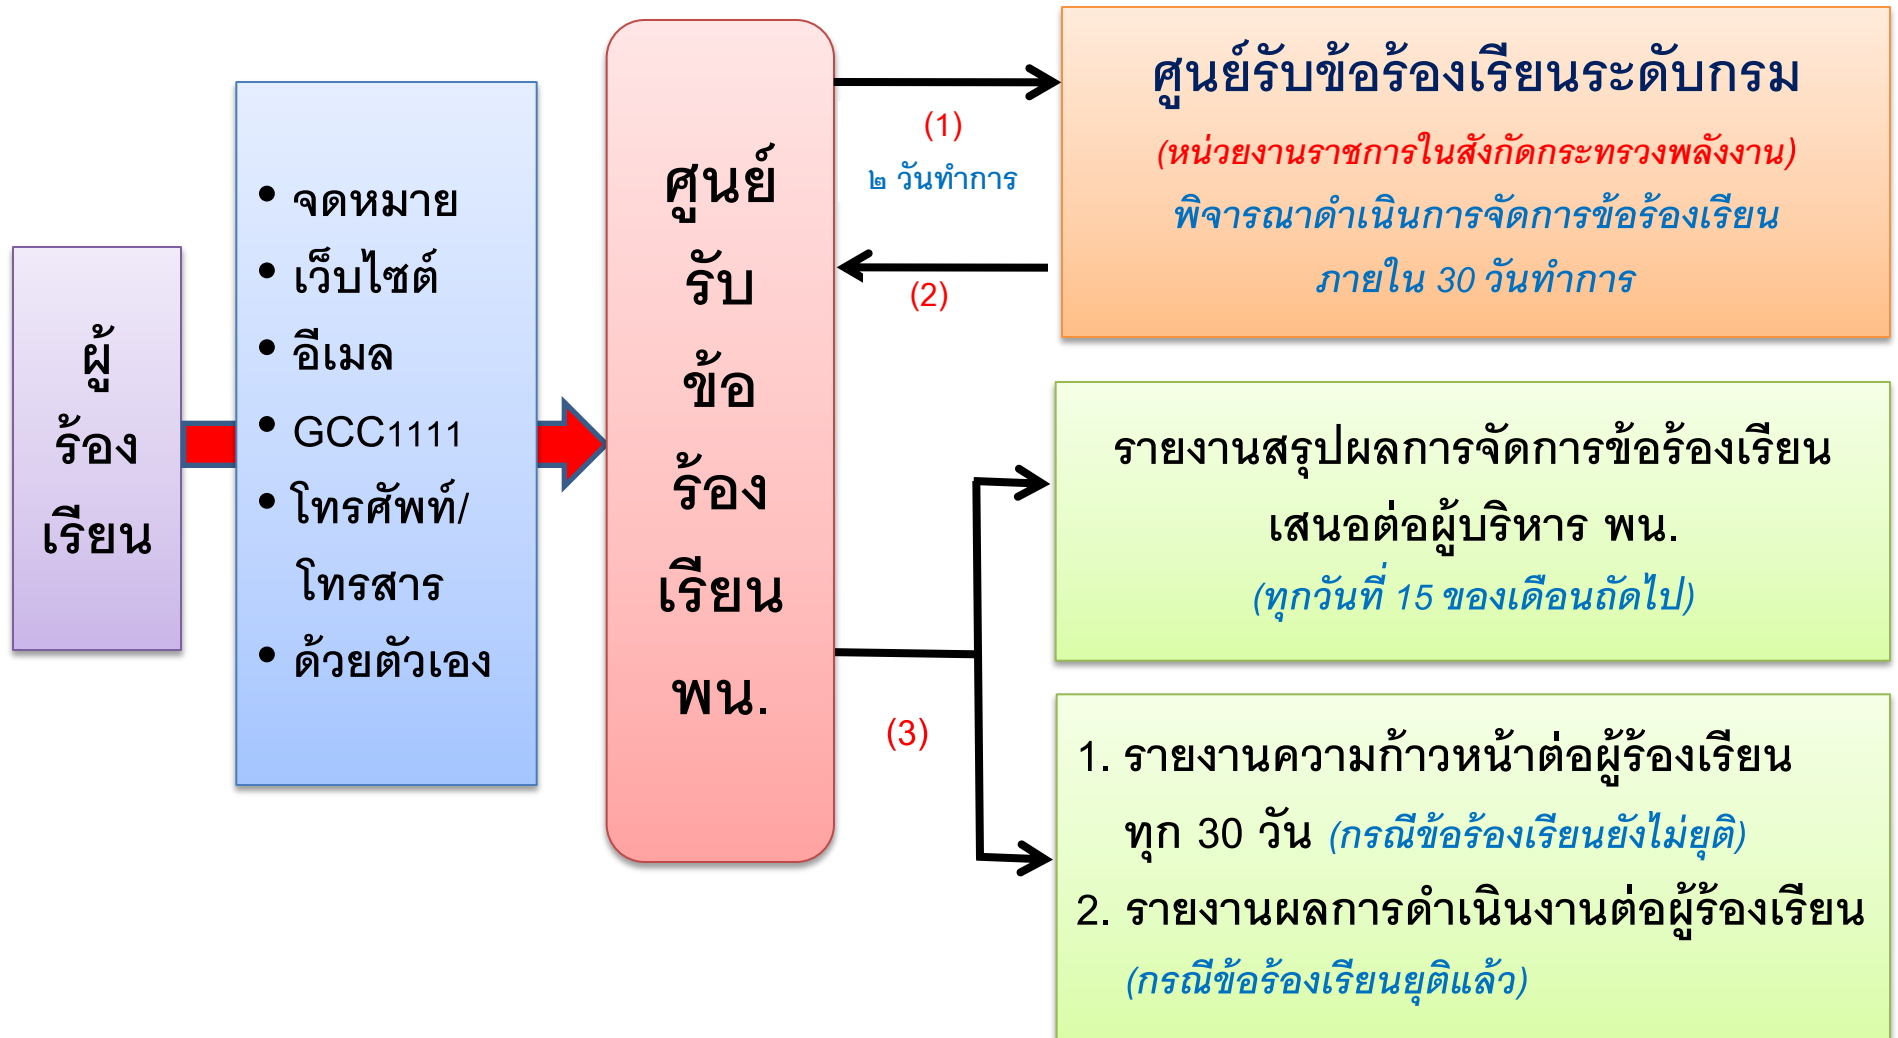 ผู้
ร้อง
เรียน
• จดหมาย
• เว็บไซต์
• อีเมล
• GCC1111
• โทรศัพท์/
โทรสาร
• ด้วยตัวเอง
ศูนย์
รับ
ข้อ
ร้อง
เรียน
พน.
(1)
๒ วันทำการ
(2)
(3)
ศูนย์รับข้อร้องเรียนระดับกรม
(หน่วยงานราชการในสังกัดกระทรวงพลังงาน)
พิจารณาดำเนินการจัดการข้อร้องเรียน
ภายใน 30 วันทำการ
รายงานสรุปผลการจัดการข้อร้องเรียน
เสนอต่อผู้บริหาร พน.
(ทุกวันที่ 15 ของเดือนถัดไป)
1. รายงานความก้าวหน้าต่อผู้ร้องเรียน
ทุก 30 วัน (กรณีข้อร้องเรียนยังไม่ยุติ)
2. รายงานผลการดำเนินงานต่อผู้ร้องเรียน
(กรณีข้อร้องเรียนยุติแล้ว)